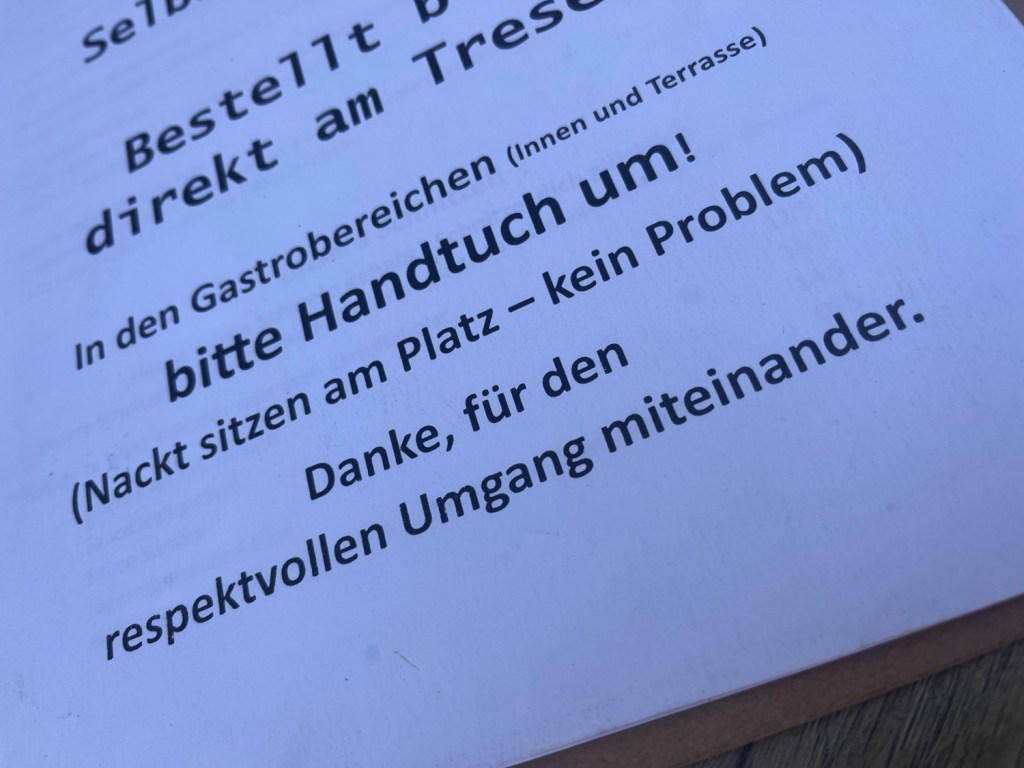 Bestellt
direkt am
In den Gastrobereichen (Innen und Terrasse)
bitte Handtuch um!
(Nackt sitzen am Platz – kein Problem)
Danke, für den
respektvollen Umgang miteinander.